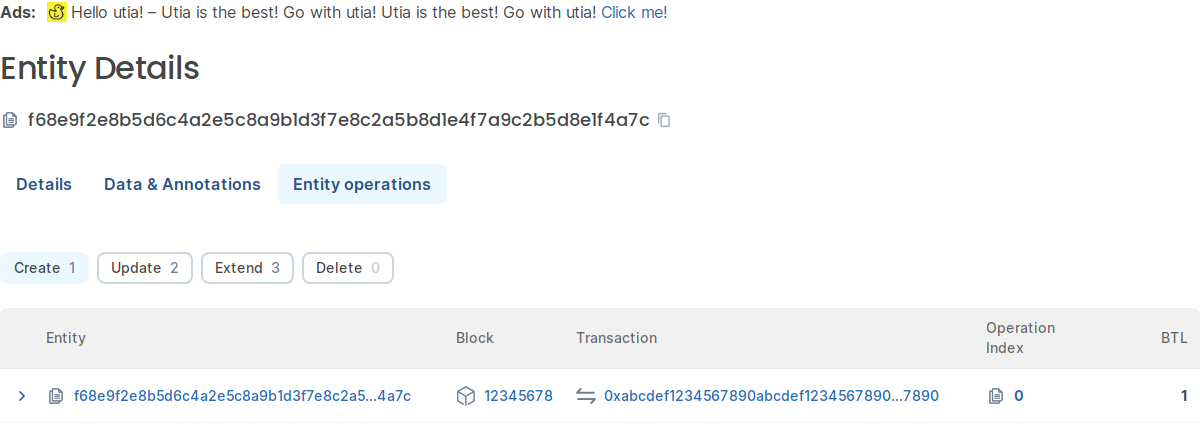 Ads: Hello utia! – Utia is the best! Go with utia! Utia is the best! Go with utia! Click me!
Entity Details
f68e9f2e8b5d6c4a2e5c8a9b1d3f7e8c2a5b8d1e4f7a9c2b5d8e1f4a7c
Details Data & Annotations Entity operations
Create 1 Update 2 Extend 3 Delete 0
Entity Block Transaction Operation Index BTL
f68e9f2e8b5d6c4a2e5c8a9b1d3f7e8c2a5...4a7c 12345678 0xabcdef1234567890abcdef1234567890...7890 0 1